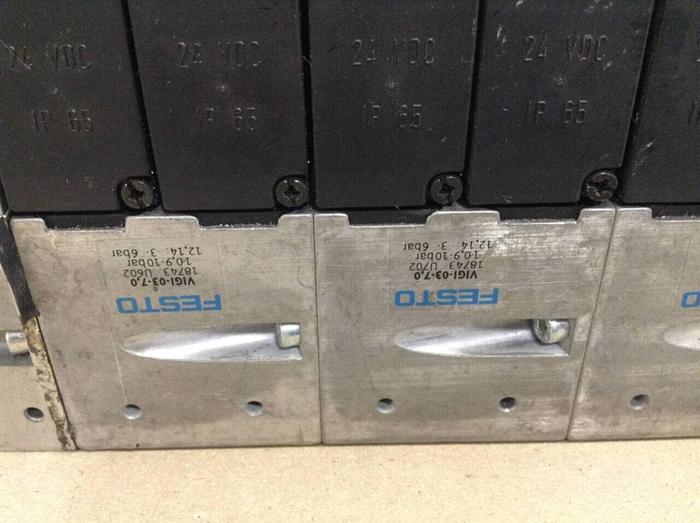 24 VDC
IP 65
24 VDC
IP 65
24 VDC
IP 65
24 VDC
IP 65
FESTO
VIGI-03-7,0
18743 U602
1:0,9-10bar
12,14: 3- 6bar
FESTO
VIGI-03-7,0
18743 U702
1:0,9-10bar
12,14: 3- 6bar